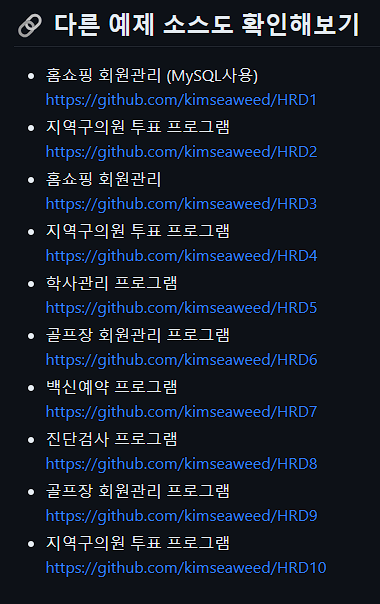 다른 예제 소스도 확인해보기
홈쇼핑 회원관리 (MySQL사용)
https://github.com/kimseaweed/HRD1
지역구의원 투표 프로그램
https://github.com/kimseaweed/HRD2
홈쇼핑 회원관리
https://github.com/kimseaweed/HRD3
지역구의원 투표 프로그램
https://github.com/kimseaweed/HRD4
학사관리 프로그램
https://github.com/kimseaweed/HRD5
골프장 회원관리 프로그램
https://github.com/kimseaweed/HRD6
백신예약 프로그램
https://github.com/kimseaweed/HRD7
진단검사 프로그램
https://github.com/kimseaweed/HRD8
골프장 회원관리 프로그램
https://github.com/kimseaweed/HRD9
지역구의원 투표 프로그램
https://github.com/kimseaweed/HRD10